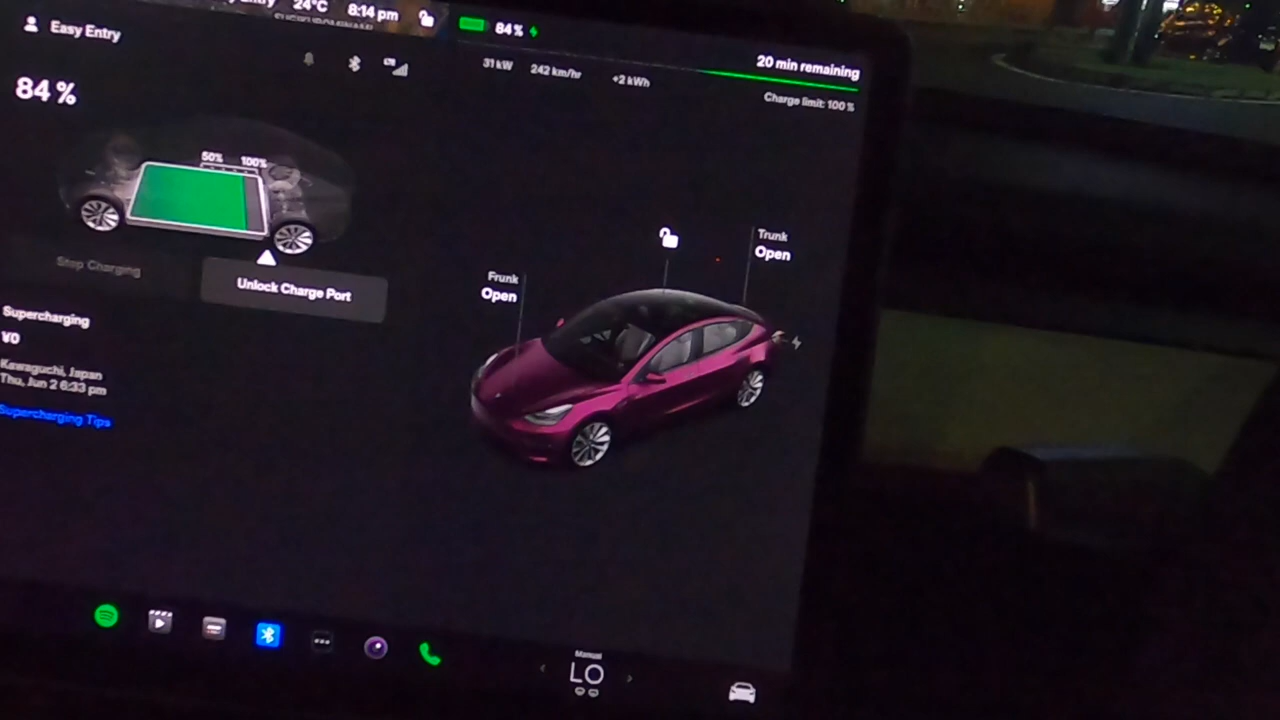 Easy Entry
24°C
8:14 pm
84 %
84 %
31 kW
242 km/hr
+2 kWh
20 min remaining
Charge limit: 100 %
50%
100%
Stop Charging
Unlock Charge Port
Supercharging
¥0
Kawaguchi, Japan
Thu, Jun 2 6:33 pm
Supercharging Tips
Frunk
Open
Trunk
Open
Manual
LO